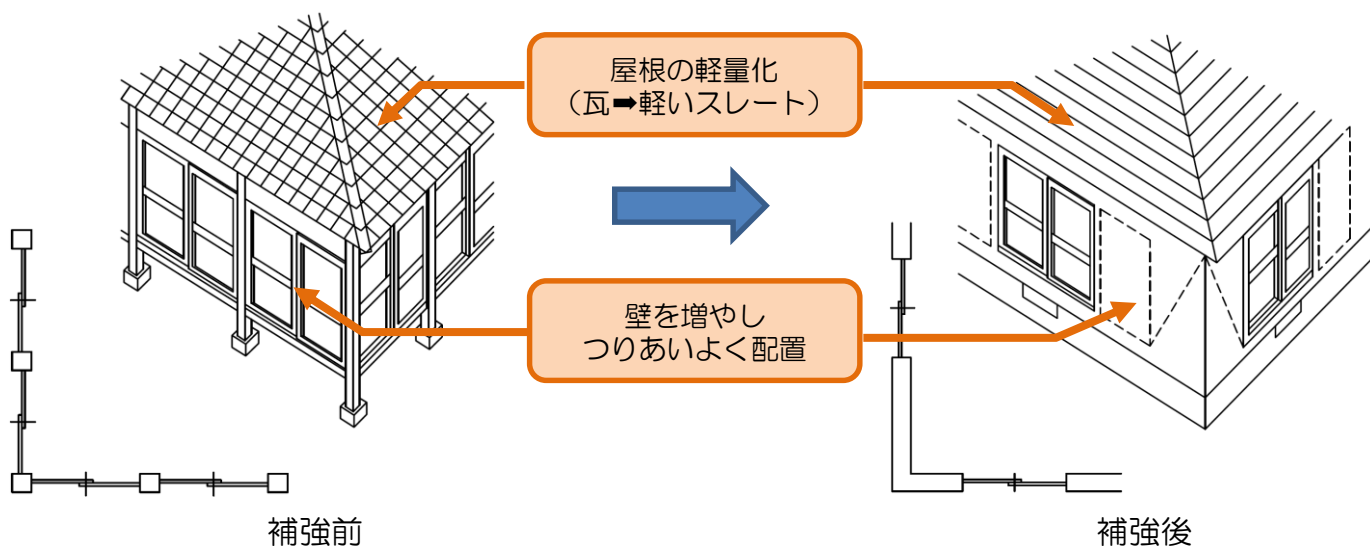 屋根の軽量化
（瓦➡軽いスレート）
壁を増やし
つりあいよく配置
補強前
補強後